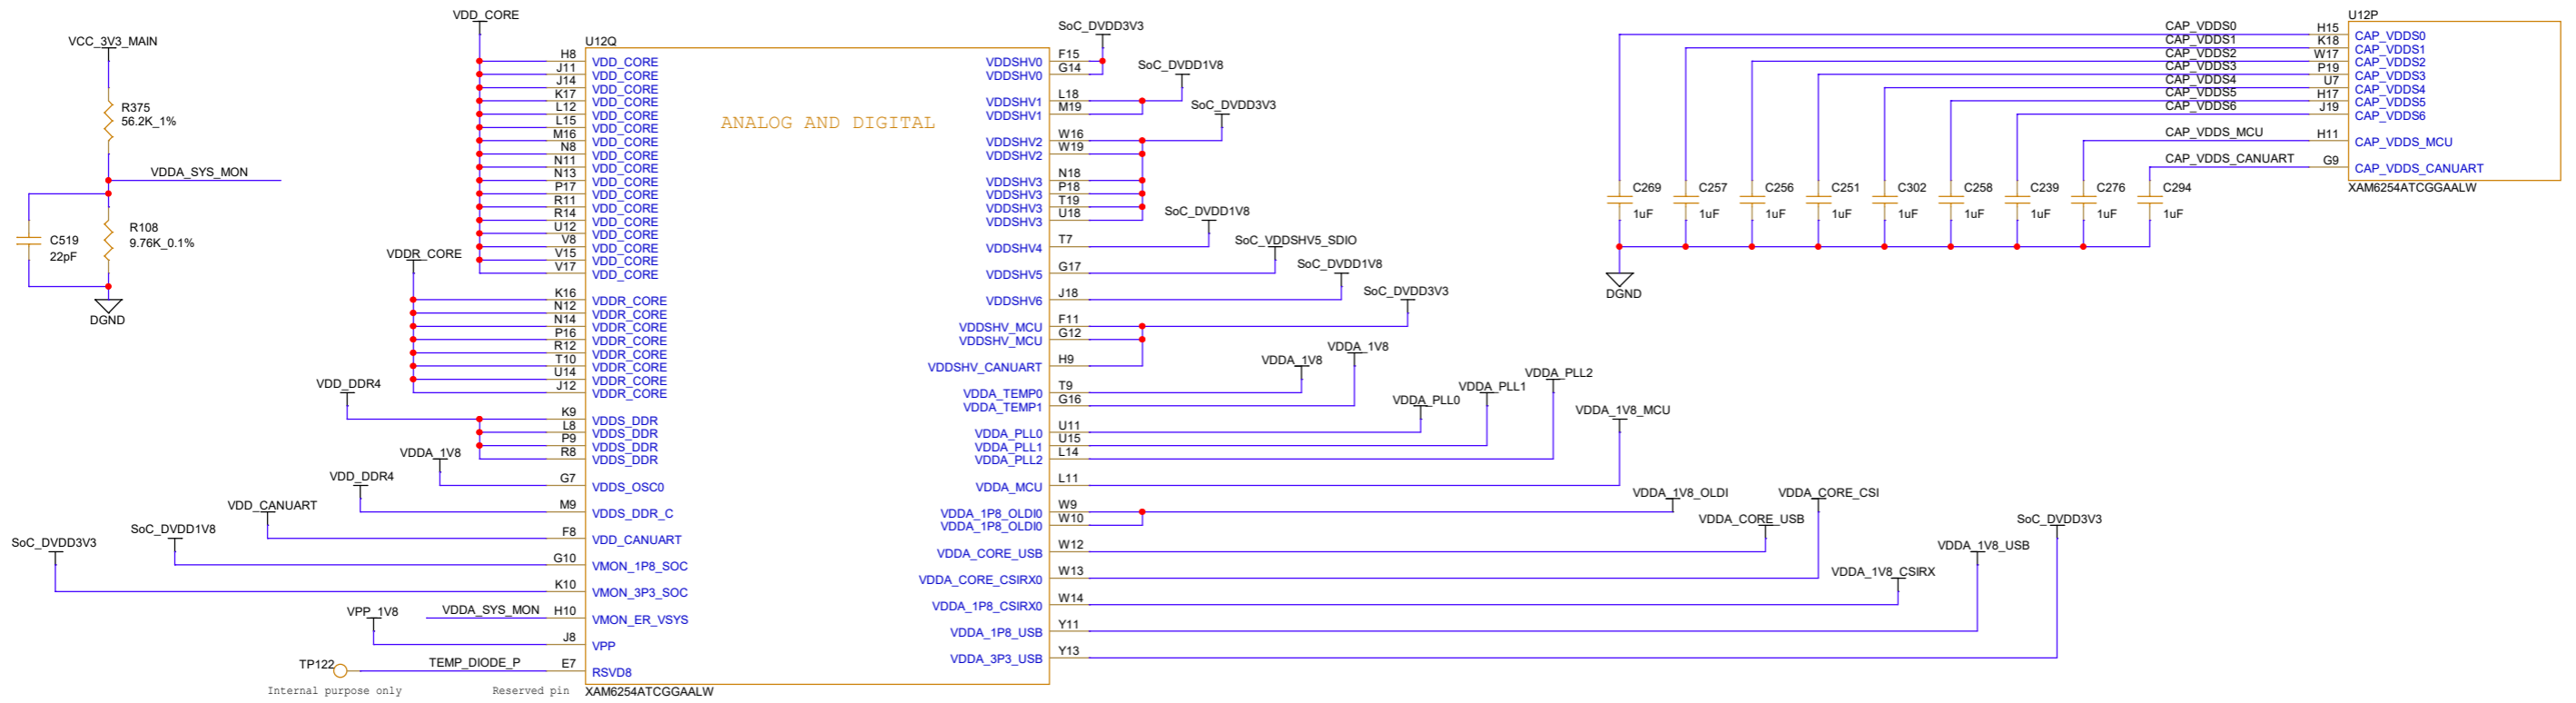 VCC_3V3_MAIN
R375
56.2K_1%
VDDA_SYS_MON
C519
22pF
R108
9.76K_0.1%
DGND
VDD_CORE
VDDR_CORE
VDD_DDR4
VDDA_1V8
VDD_DDR4
VDD_CANUART
SoC_DVDD1V8
SoC_DVDD3V3
VPP_1V8
VDDA_SYS_MON
TP122
TEMP_DIODE_P
Internal purpose only
Reserved pin
U12Q
ANALOG AND DIGITAL
H8 VDD_CORE
J11 VDD_CORE
J14 VDD_CORE
K17 VDD_CORE
L12 VDD_CORE
L15 VDD_CORE
M16 VDD_CORE
N8 VDD_CORE
N11 VDD_CORE
N13 VDD_CORE
P17 VDD_CORE
R11 VDD_CORE
R14 VDD_CORE
U12 VDD_CORE
V8 VDD_CORE
V15 VDD_CORE
V17 VDD_CORE
K16 VDDR_CORE
N12 VDDR_CORE
N14 VDDR_CORE
P16 VDDR_CORE
R12 VDDR_CORE
T10 VDDR_CORE
U14 VDDR_CORE
J12 VDDR_CORE
K9 VDDS_DDR
L8 VDDS_DDR
P9 VDDS_DDR
R8 VDDS_DDR
G7 VDDS_OSC0
M9 VDDS_DDR_C
F8 VDD_CANUART
G10 VMON_1P8_SOC
K10 VMON_3P3_SOC
H10 VMON_ER_VSYS
J8 VPP
E7 RSVD8
XAM6254ATCGGAALW
VDDSHV0 F15
VDDSHV0 G14
VDDSHV1 L18
VDDSHV1 M19
VDDSHV2 W16
VDDSHV2 W19
VDDSHV3 N18
VDDSHV3 P18
VDDSHV3 T19
VDDSHV3 U18
VDDSHV4 T7
VDDSHV5 G17
VDDSHV6 J18
VDDSHV_MCU F11
VDDSHV_MCU G12
VDDSHV_CANUART H9
VDDA_TEMP0 T9
VDDA_TEMP1 G16
VDDA_PLL0 U11
VDDA_PLL1 U15
VDDA_PLL2 L14
VDDA_MCU L11
VDDA_1P8_OLDI0 W9
VDDA_1P8_OLDI0 W10
VDDA_CORE_USB W12
VDDA_CORE_CSIRX0 W13
VDDA_1P8_CSIRX0 W14
VDDA_1P8_USB Y11
VDDA_3P3_USB Y13
SoC_DVDD3V3
SoC_DVDD1V8
SoC_DVDD3V3
SoC_DVDD1V8
SoC_VDDSHV5_SDIO
SoC_DVDD1V8
SoC_DVDD3V3
VDDA_1V8
VDDA_1V8
VDDA_PLL0
VDDA_PLL1
VDDA_PLL2
VDDA_1V8_MCU
VDDA_1V8_OLDI
VDDA_CORE_USB
VDDA_CORE_CSI
VDDA_1V8_CSIRX
VDDA_1V8_USB
SoC_DVDD3V3
U12P
CAP_VDDS0 H15 CAP_VDDS0
CAP_VDDS1 K18 CAP_VDDS1
CAP_VDDS2 W17 CAP_VDDS2
CAP_VDDS3 P19 CAP_VDDS3
CAP_VDDS4 U7 CAP_VDDS4
CAP_VDDS5 H17 CAP_VDDS5
CAP_VDDS6 J19 CAP_VDDS6
CAP_VDDS_MCU H11 CAP_VDDS_MCU
CAP_VDDS_CANUART G9 CAP_VDDS_CANUART
XAM6254ATCGGAALW
C269 C257 C256 C251 C302 C258 C239 C276 C294
1uF 1uF 1uF 1uF 1uF 1uF 1uF 1uF 1uF
DGND